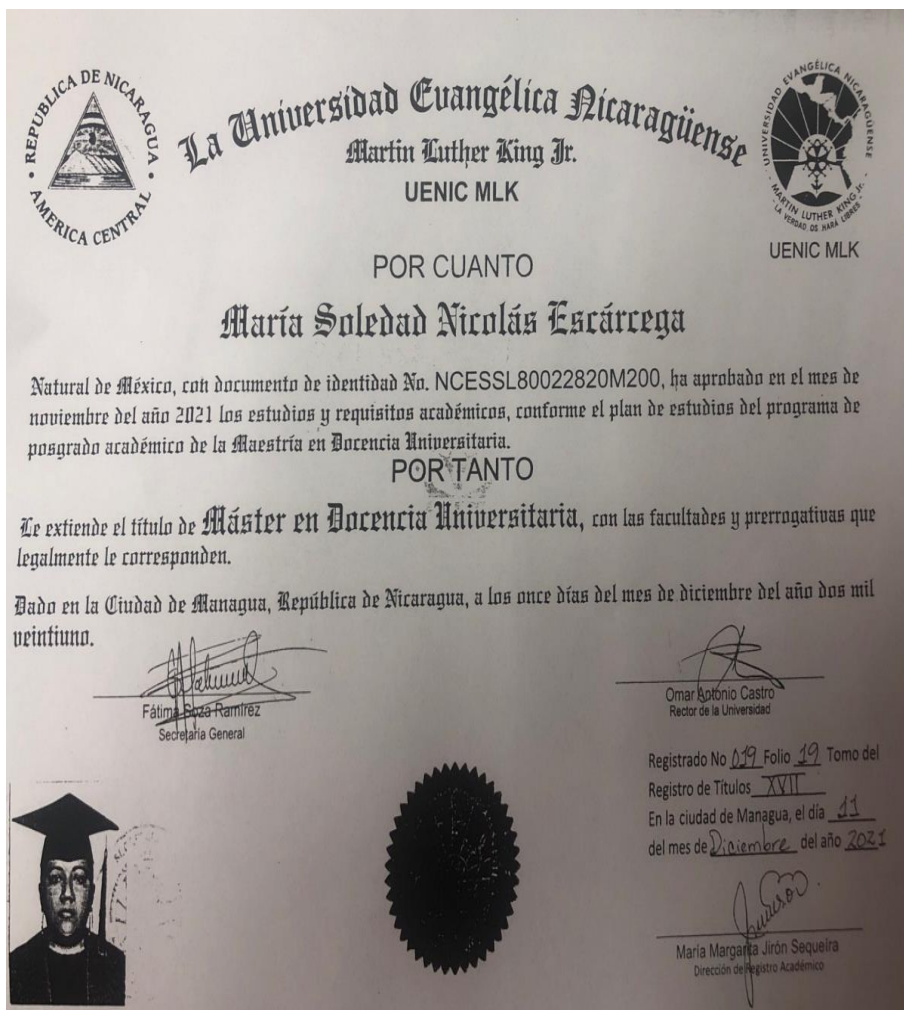 REPUBLICA DE NICARAGUA
AMERICA CENTRAL
La Universidad Evangélica Nicaragüense
Martin Luther King Jr.
UENIC MLK
UNIVERSIDAD EVANGÉLICA NICARAGÜENSE
MARTIN LUTHER KING Jr.
LA VERDAD OS HARÁ LIBRES
UENIC MLK
POR CUANTO
María Soledad Nicolás Escárcega
Natural de México, con documento de identidad No. NCESSL80022820M200, ha aprobado en el mes de
noviembre del año 2021 los estudios y requisitos académicos, conforme el plan de estudios del programa de
posgrado académico de la Maestría en Docencia Universitaria.
POR TANTO
Le extiende el título de Máster en Docencia Universitaria, con las facultades y prerrogativas que
legalmente le corresponden.
Dado en la Ciudad de Managua, República de Nicaragua, a los once días del mes de diciembre del año dos mil
veintiuno.
Fátima Soza Ramírez
Secretaria General
Omar Antonio Castro
Rector de la Universidad
Registrado No 019 Folio 19 Tomo del
Registro de Títulos XVII
En la ciudad de Managua, el día 11
del mes de Diciembre del año 2021
María Margarita Jirón Sequeira
Dirección de Registro Académico